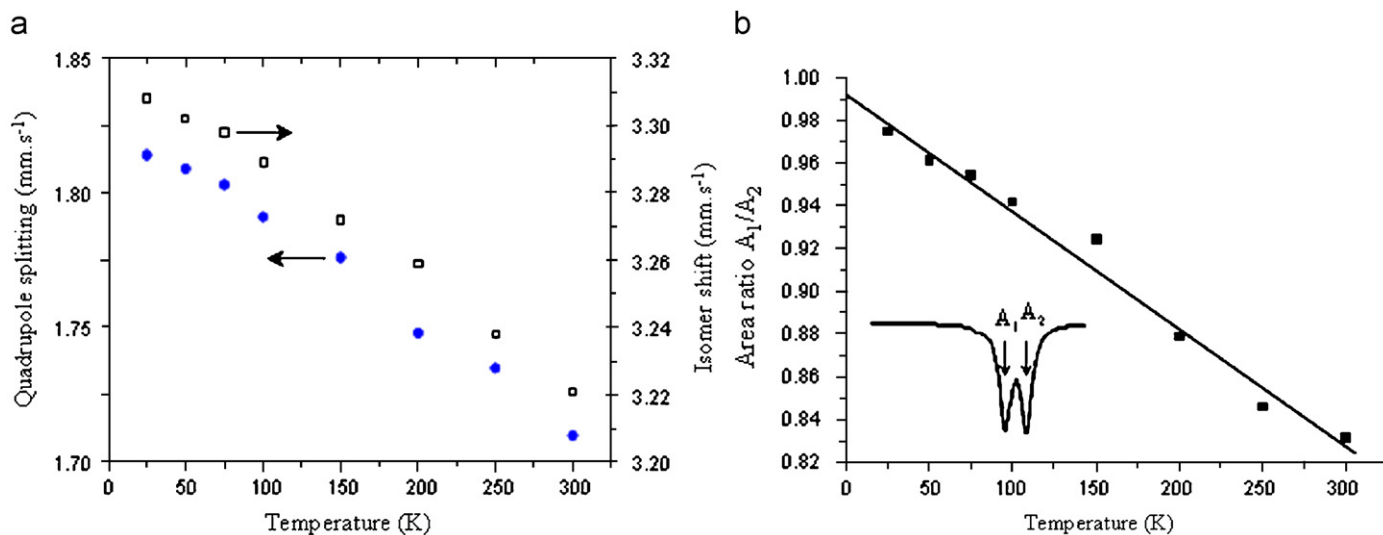 a
1.85
1.80
1.75
1.70
Quadrupole splitting (mm.s-1)
0 50 100 150 200 250 300
Temperature (K)
3.32
3.30
3.28
3.26
3.24
3.22
3.20
Isomer shift (mm.s-1)
b
1.00
0.98
0.96
0.94
0.92
0.90
0.88
0.86
0.84
0.82
Area ratio A1/A2
A1 A2
0 50 100 150 200 250 300
Temperature (K)